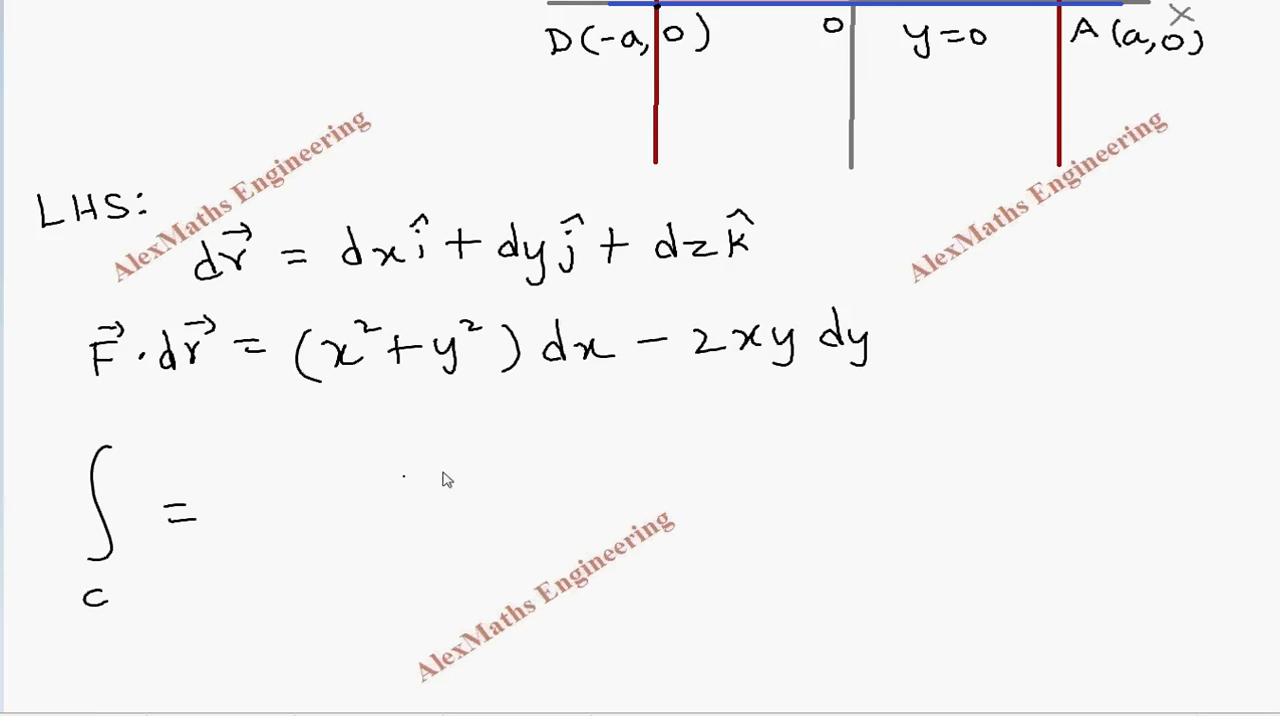 D(-a, 0) 0 y=0 A(a, 0) X
LHS:
dr⃗ = dx î + dy ĵ + dz k̂
F⃗ · dr⃗ = (x² + y²) dx − 2xy dy
∫ =
C
AlexMaths Engineering
AlexMaths Engineering
AlexMaths Engineering